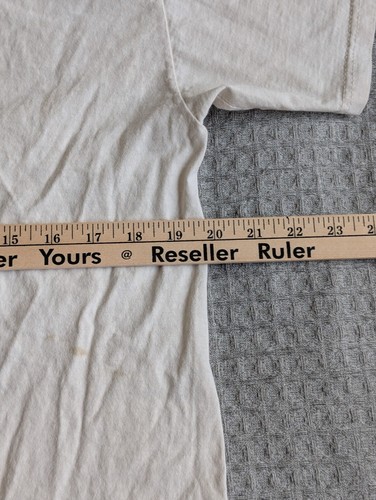 15 16 17 18 19 20 21 22 23
Yours @ Reseller Ruler